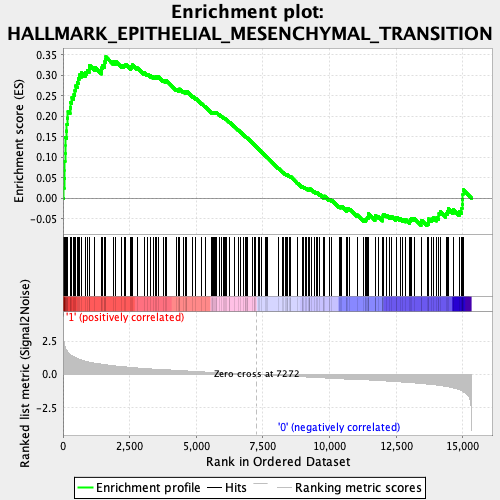 Enrichment plot:
HALLMARK_EPITHELIAL_MESENCHYMAL_TRANSITION
Enrichment score (ES)
0.35
0.30
0.25
0.20
0.15
0.10
0.05
0.00
-0.05
'1' (positively correlated)
Ranked list metric (Signal2Noise)
2.5
0.0
-2.5
Zero cross at 7272
'0' (negatively correlated)
0
2,500
5,000
7,500
10,000
12,500
15,000
Rank in Ordered Dataset
Enrichment profile
Hits
Ranking metric scores